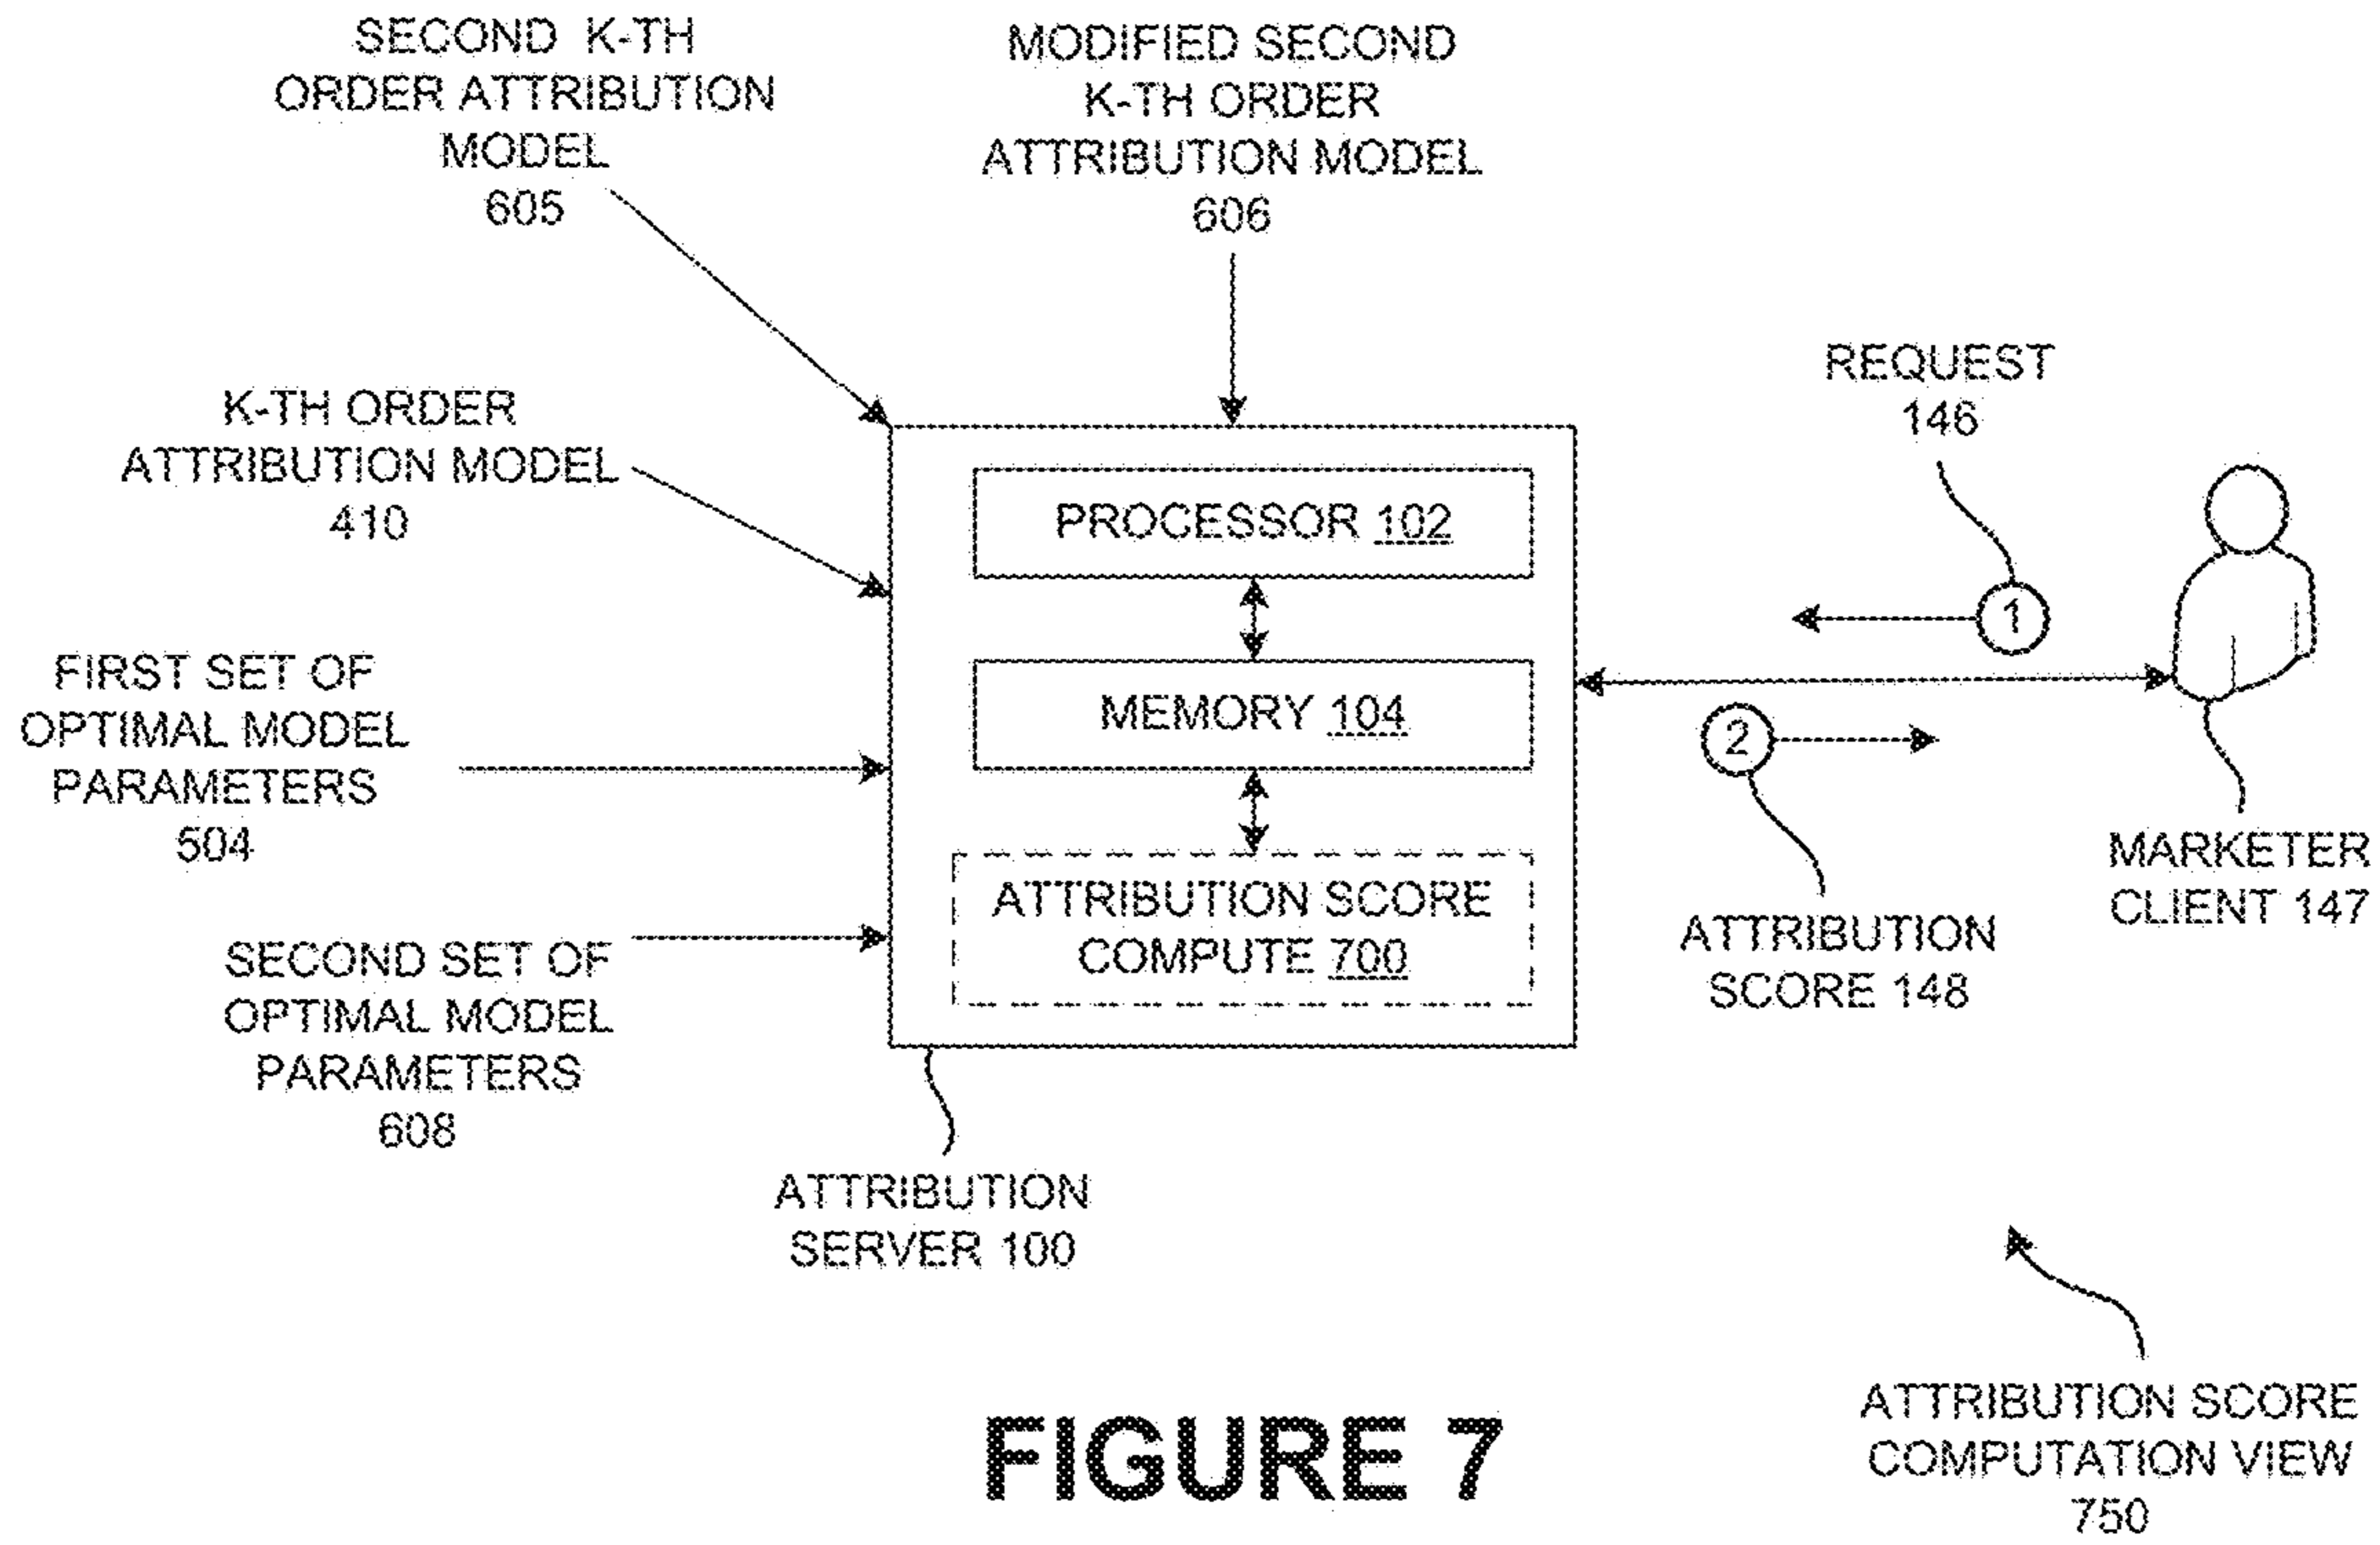 SECOND K-TH
ORDER ATTRIBUTION
MODEL
605
MODIFIED SECOND
K-TH ORDER
ATTRIBUTION MODEL
606
K-TH ORDER
ATTRIBUTION MODEL
410
FIRST SET OF
OPTIMAL MODEL
PARAMETERS
504
SECOND SET OF
OPTIMAL MODEL
PARAMETERS
608
PROCESSOR 102
MEMORY 104
ATTRIBUTION SCORE
COMPUTE 700
ATTRIBUTION
SERVER 100
REQUEST
146
1
2
ATTRIBUTION
SCORE 148
MARKETER
CLIENT 147
ATTRIBUTION SCORE
COMPUTATION VIEW
750
FIGURE 7